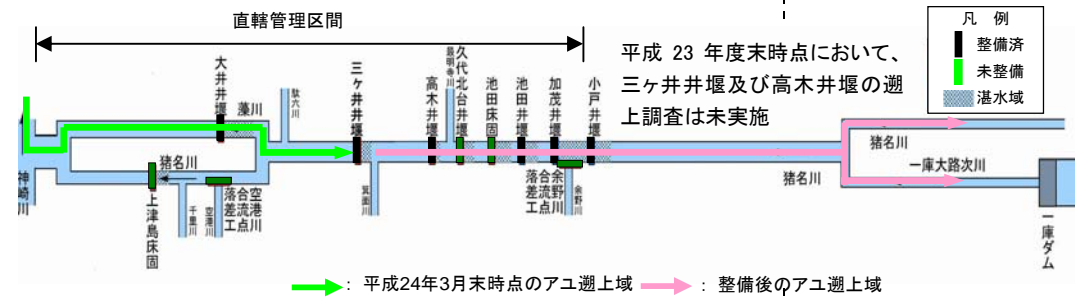 直轄管理区間
平成 23 年度末時点において、
三ヶ井井堰及び高木井堰の遡
上調査は未実施
凡 例
整備済
未整備
湛水域
大井井堰
藻川
駄六川
三ヶ井井堰
高木井堰
最明寺川
久代北台井堰
池田床固
池田井堰
加茂井堰
小戸井堰
神崎川
猪名川
上津島床固
千里川
空港川
空港川
合流点
落差工
箕面川
余野川
合流点
落差工
余野川
猪名川
猪名川
一庫大路次川
一庫ダム
: 平成24年3月末時点のアユ遡上域
: 整備後のアユ遡上域